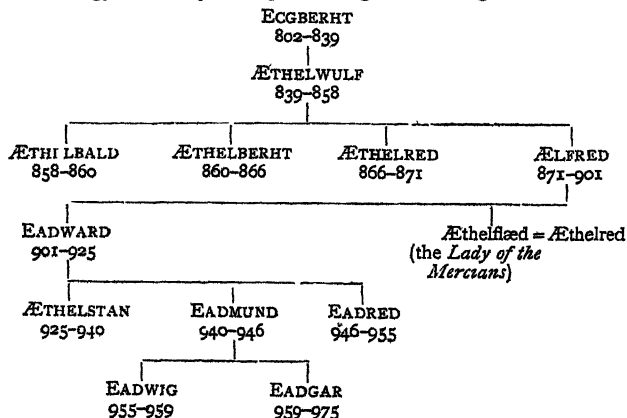 ECGBERHT
802–839
ÆTHELWULF
839–858
ÆTHELBALD ÆTHELBERHT ÆTHELRED ÆLFRED
858–860 860–866 866–871 871–901
EADWARD Æthelflæd = Æthelred
901–925 (the Lady of the
Mercians)
ÆTHELSTAN EADMUND EADRED
925–940 940–946 946–955
EADWIG EADGAR
955–959 959–975